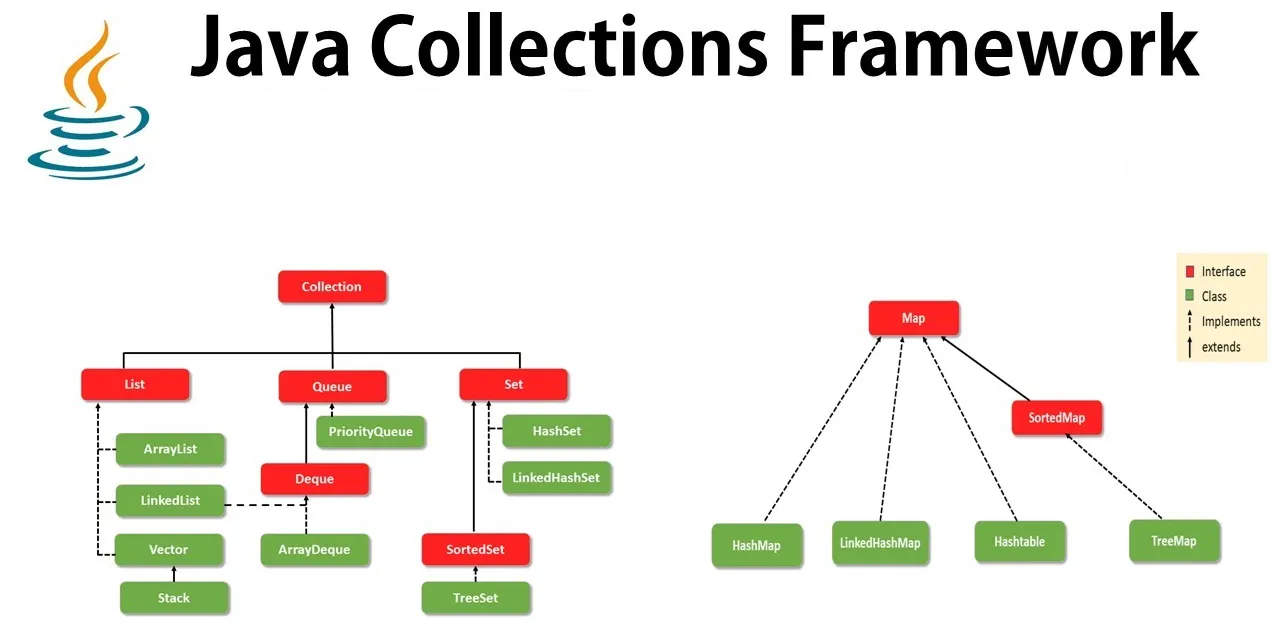 Java Collections Framework
Collection
List
Queue
Set
ArrayList
PriorityQueue
HashSet
LinkedList
Deque
LinkedHashSet
Vector
ArrayDeque
SortedSet
Stack
TreeSet
Map
SortedMap
HashMap
LinkedHashMap
Hashtable
TreeMap
Interface
Class
Implements
extends